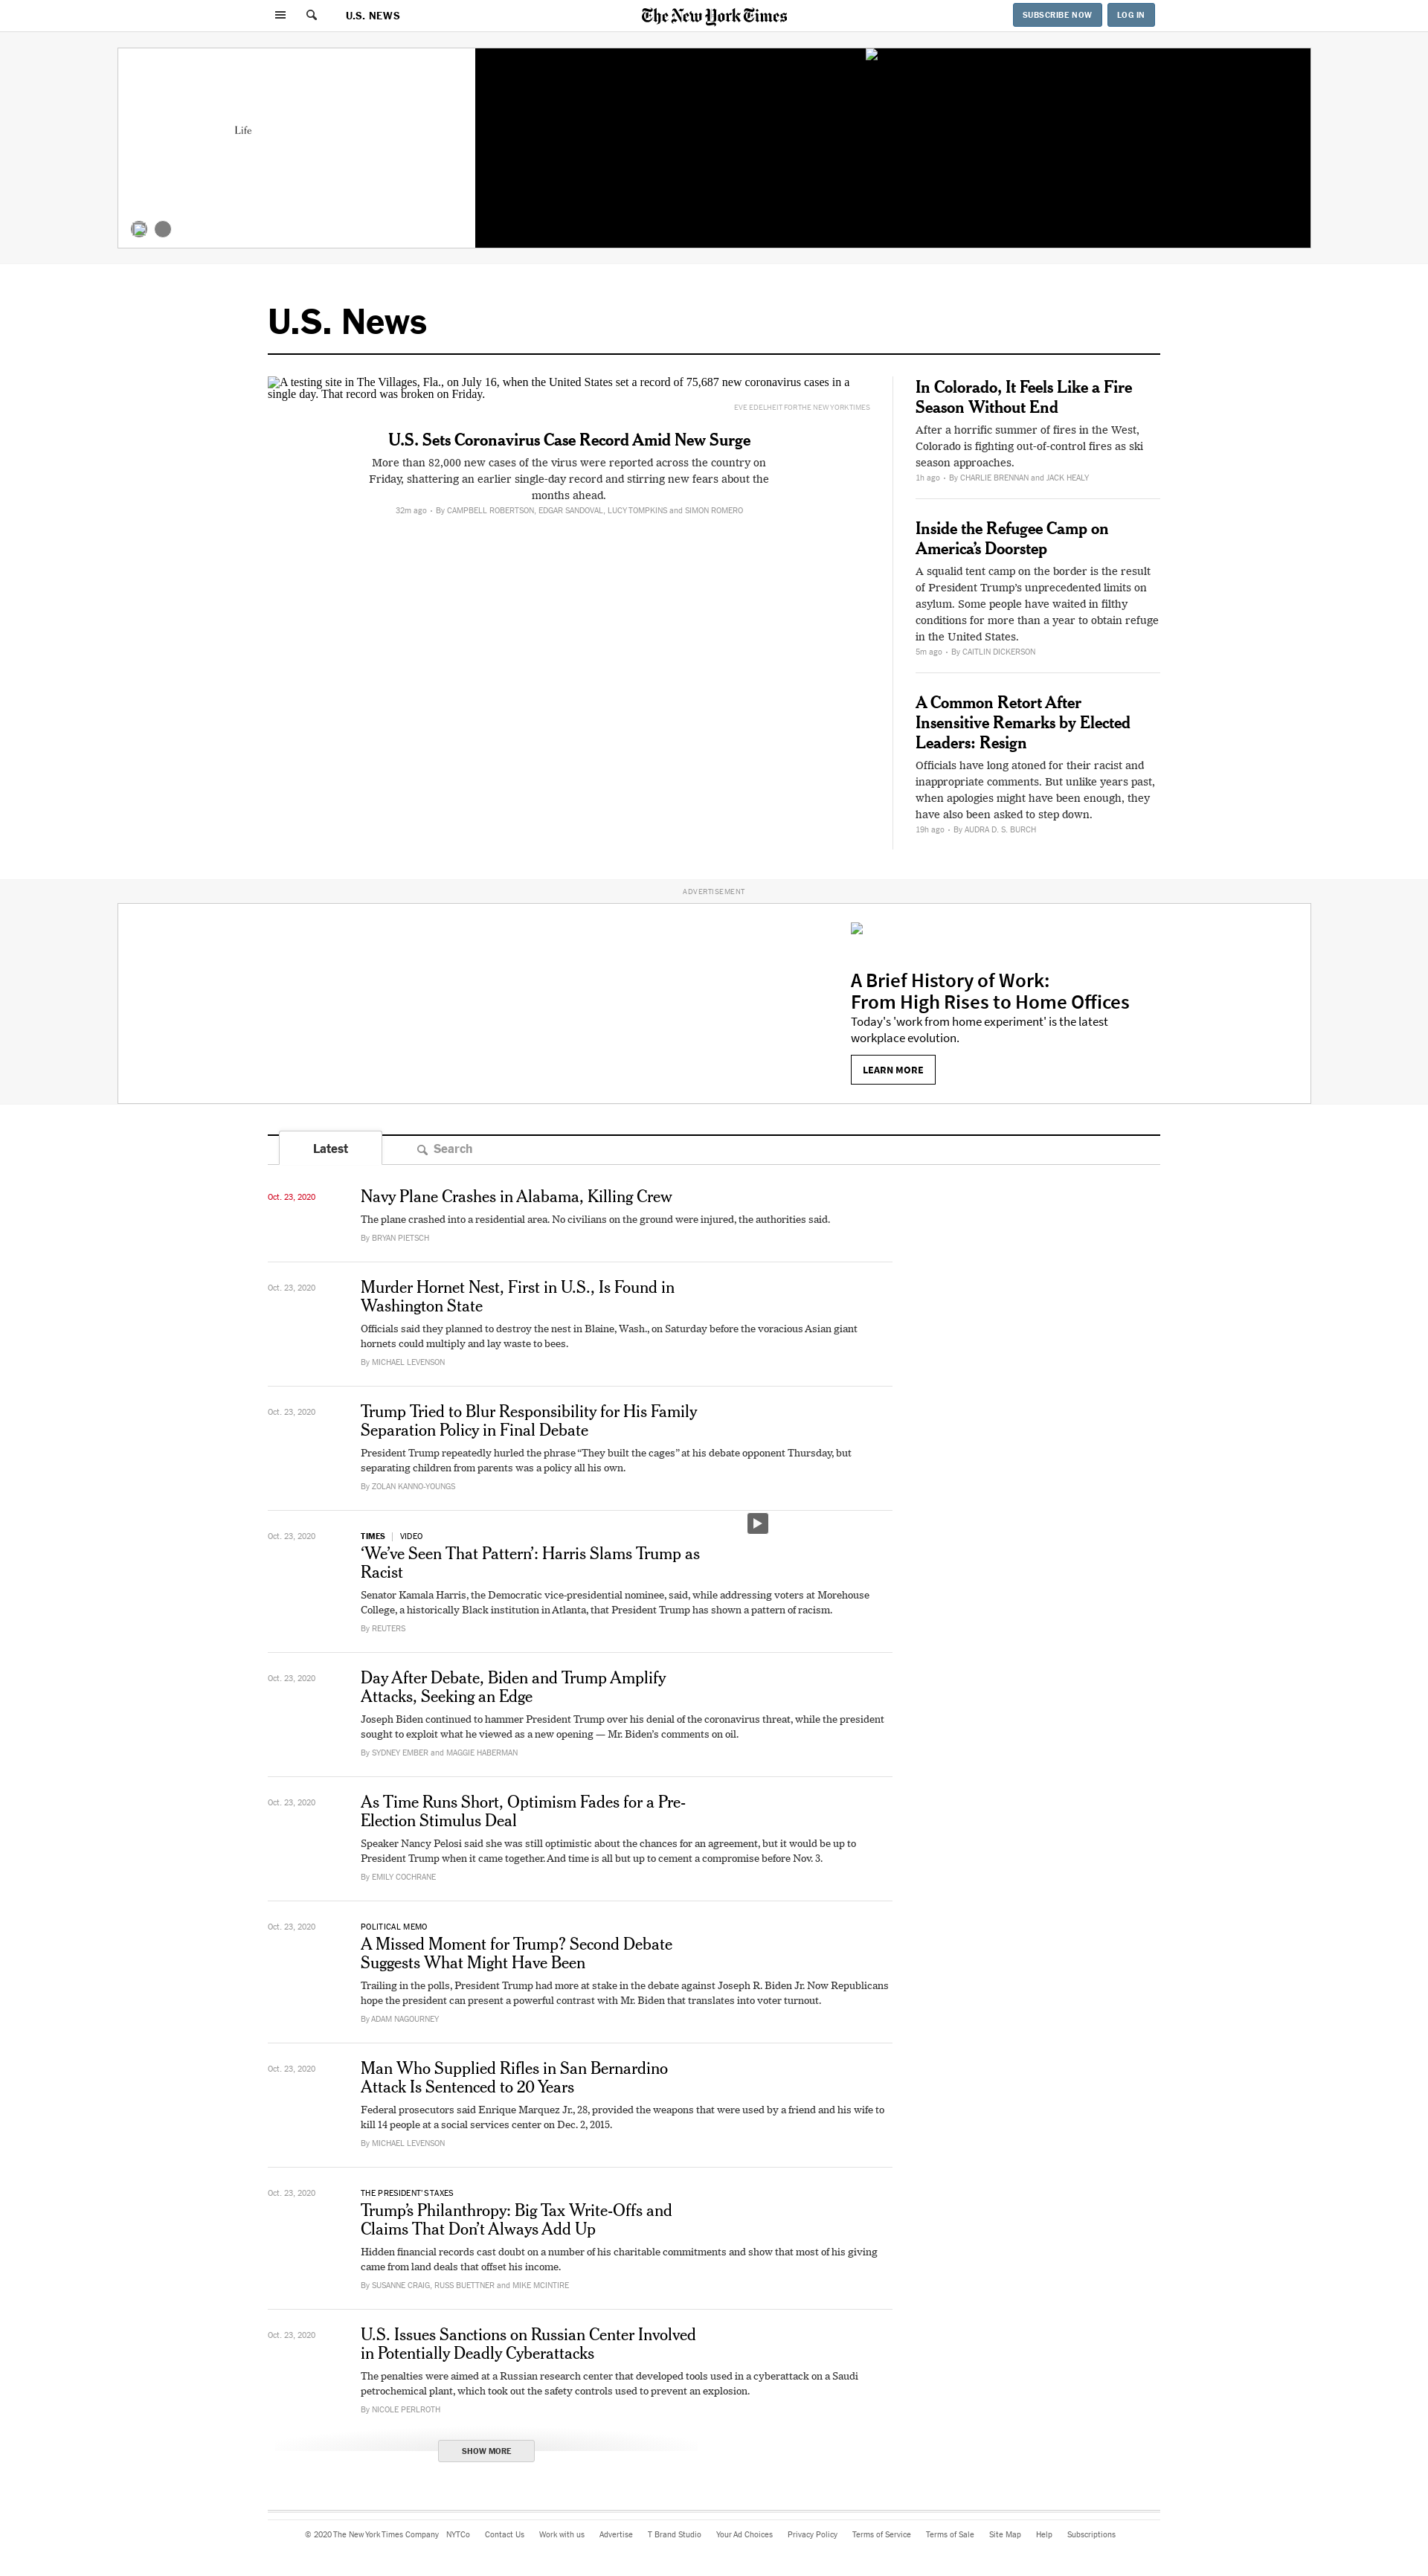 U.S. NEWS
The New York Times
SUBSCRIBE NOW
LOG IN
Life
U.S. News
A testing site in The Villages, Fla., on July 16, when the United States set a record of 75,687 new coronavirus cases in a
single day. That record was broken on Friday.
EVE EDELHEIT FOR THE NEW YORK TIMES
U.S. Sets Coronavirus Case Record Amid New Surge
More than 82,000 new cases of the virus were reported across the country on
Friday, shattering an earlier single-day record and stirring new fears about the
months ahead.
32m ago • By CAMPBELL ROBERTSON, EDGAR SANDOVAL, LUCY TOMPKINS and SIMON ROMERO
In Colorado, It Feels Like a Fire
Season Without End
After a horrific summer of fires in the West,
Colorado is fighting out-of-control fires as ski
season approaches.
1h ago • By CHARLIE BRENNAN and JACK HEALY
Inside the Refugee Camp on
America’s Doorstep
A squalid tent camp on the border is the result
of President Trump’s unprecedented limits on
asylum. Some people have waited in filthy
conditions for more than a year to obtain refuge
in the United States.
5m ago • By CAITLIN DICKERSON
A Common Retort After
Insensitive Remarks by Elected
Leaders: Resign
Officials have long atoned for their racist and
inappropriate comments. But unlike years past,
when apologies might have been enough, they
have also been asked to step down.
19h ago • By AUDRA D. S. BURCH
ADVERTISEMENT
A Brief History of Work:
From High Rises to Home Offices
Today's 'work from home experiment' is the latest
workplace evolution.
LEARN MORE
Latest
Search
Oct. 23, 2020
Navy Plane Crashes in Alabama, Killing Crew
The plane crashed into a residential area. No civilians on the ground were injured, the authorities said.
By BRYAN PIETSCH
Oct. 23, 2020
Murder Hornet Nest, First in U.S., Is Found in
Washington State
Officials said they planned to destroy the nest in Blaine, Wash., on Saturday before the voracious Asian giant
hornets could multiply and lay waste to bees.
By MICHAEL LEVENSON
Oct. 23, 2020
Trump Tried to Blur Responsibility for His Family
Separation Policy in Final Debate
President Trump repeatedly hurled the phrase “They built the cages” at his debate opponent Thursday, but
separating children from parents was a policy all his own.
By ZOLAN KANNO-YOUNGS
Oct. 23, 2020
TIMES | VIDEO
‘We’ve Seen That Pattern’: Harris Slams Trump as
Racist
Senator Kamala Harris, the Democratic vice-presidential nominee, said, while addressing voters at Morehouse
College, a historically Black institution in Atlanta, that President Trump has shown a pattern of racism.
By REUTERS
Oct. 23, 2020
Day After Debate, Biden and Trump Amplify
Attacks, Seeking an Edge
Joseph Biden continued to hammer President Trump over his denial of the coronavirus threat, while the president
sought to exploit what he viewed as a new opening — Mr. Biden’s comments on oil.
By SYDNEY EMBER and MAGGIE HABERMAN
Oct. 23, 2020
As Time Runs Short, Optimism Fades for a Pre-
Election Stimulus Deal
Speaker Nancy Pelosi said she was still optimistic about the chances for an agreement, but it would be up to
President Trump when it came together. And time is all but up to cement a compromise before Nov. 3.
By EMILY COCHRANE
Oct. 23, 2020
POLITICAL MEMO
A Missed Moment for Trump? Second Debate
Suggests What Might Have Been
Trailing in the polls, President Trump had more at stake in the debate against Joseph R. Biden Jr. Now Republicans
hope the president can present a powerful contrast with Mr. Biden that translates into voter turnout.
By ADAM NAGOURNEY
Oct. 23, 2020
Man Who Supplied Rifles in San Bernardino
Attack Is Sentenced to 20 Years
Federal prosecutors said Enrique Marquez Jr., 28, provided the weapons that were used by a friend and his wife to
kill 14 people at a social services center on Dec. 2, 2015.
By MICHAEL LEVENSON
Oct. 23, 2020
THE PRESIDENT’S TAXES
Trump’s Philanthropy: Big Tax Write-Offs and
Claims That Don’t Always Add Up
Hidden financial records cast doubt on a number of his charitable commitments and show that most of his giving
came from land deals that offset his income.
By SUSANNE CRAIG, RUSS BUETTNER and MIKE MCINTIRE
Oct. 23, 2020
U.S. Issues Sanctions on Russian Center Involved
in Potentially Deadly Cyberattacks
The penalties were aimed at a Russian research center that developed tools used in a cyberattack on a Saudi
petrochemical plant, which took out the safety controls used to prevent an explosion.
By NICOLE PERLROTH
SHOW MORE
© 2020 The New York Times Company NYTCo Contact Us Work with us Advertise T Brand Studio Your Ad Choices Privacy Policy Terms of Service Terms of Sale Site Map Help Subscriptions